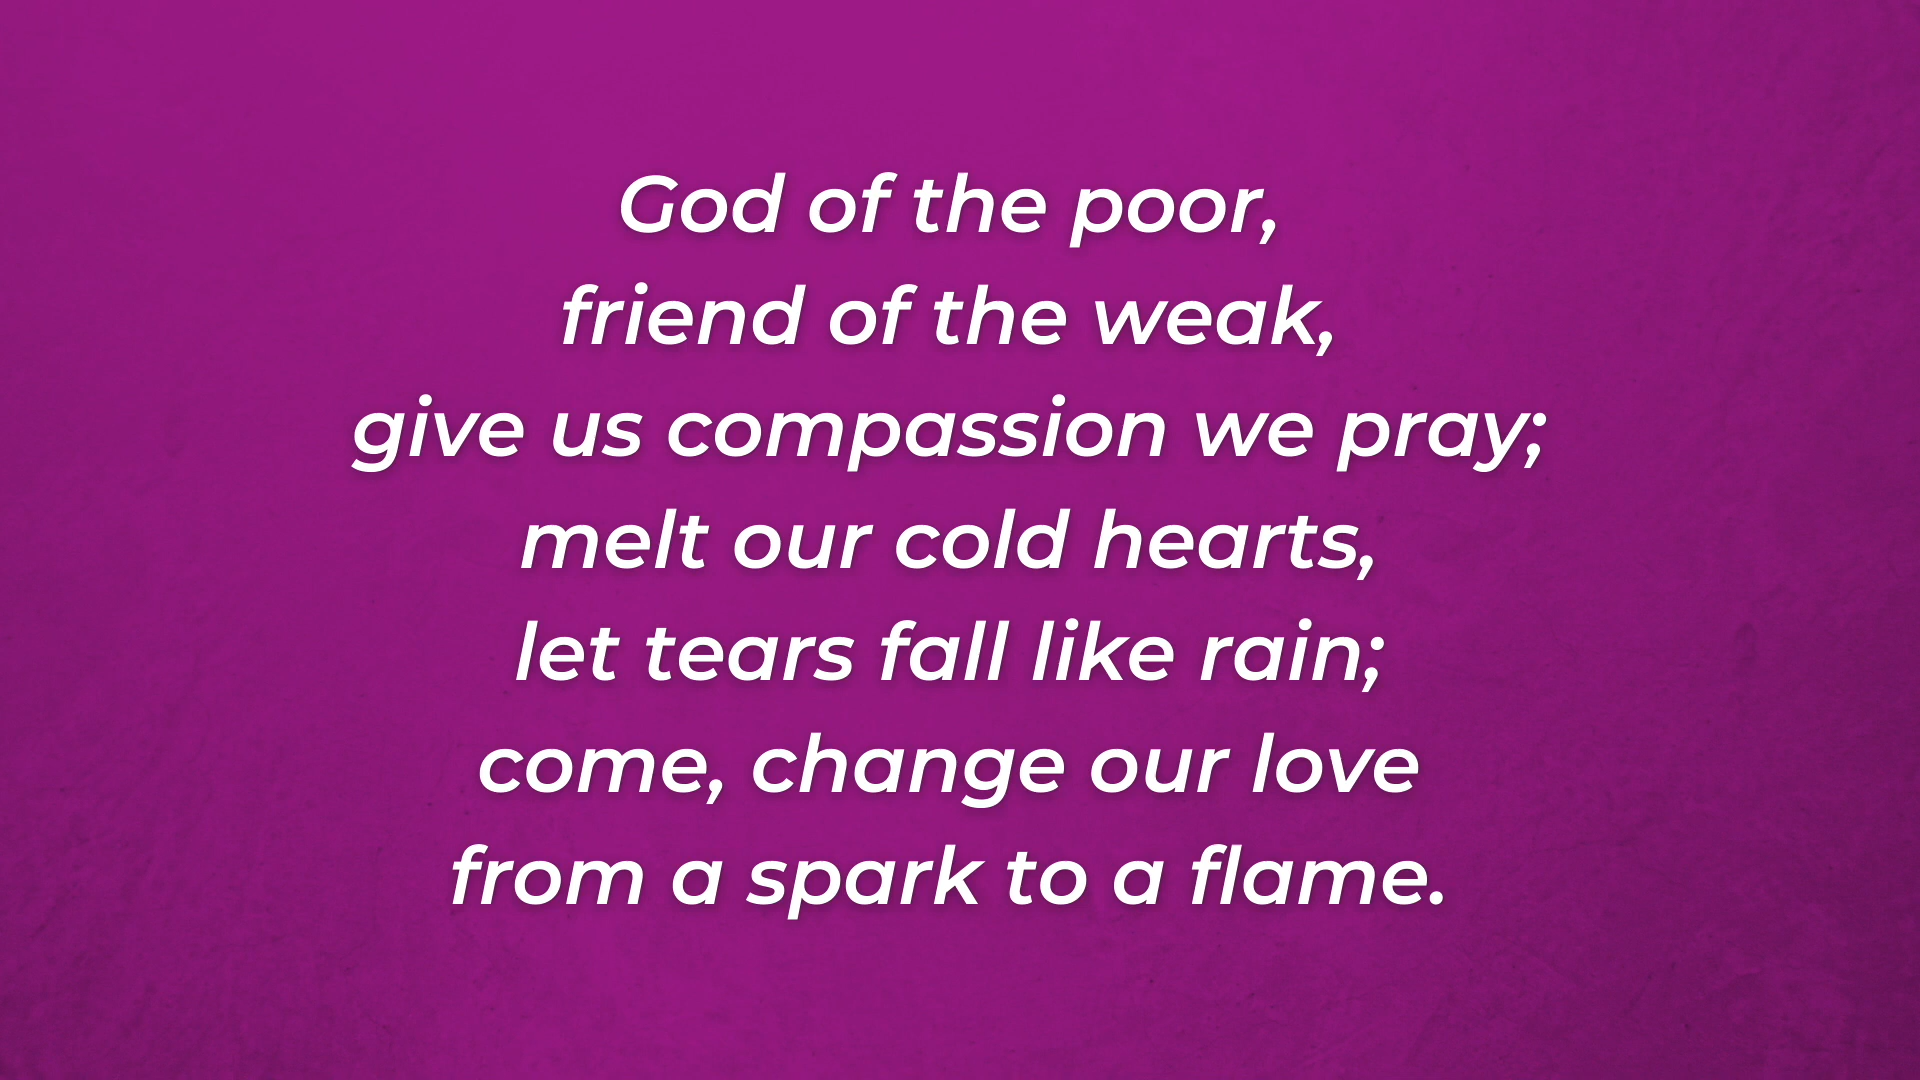 God of the poor,
friend of the weak,
give us compassion we pray;
melt our cold hearts,
let tears fall like rain;
come, change our love
from a spark to a flame.